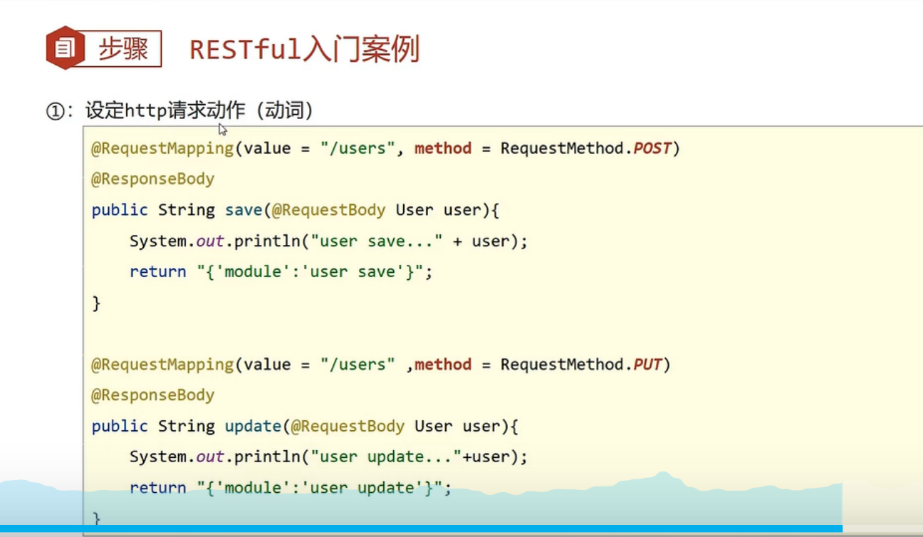 步骤 RESTful入门案例
①：设定http请求动作（动词）
@RequestMapping(value = "/users", method = RequestMethod.POST)
@ResponseBody
public String save(@RequestBody User user){
System.out.println("user save..." + user);
return "{'module':'user save'}";
}
@RequestMapping(value = "/users" ,method = RequestMethod.PUT)
@ResponseBody
public String update(@RequestBody User user){
System.out.println("user update..."+user);
return "{'module':'user update'}";
}